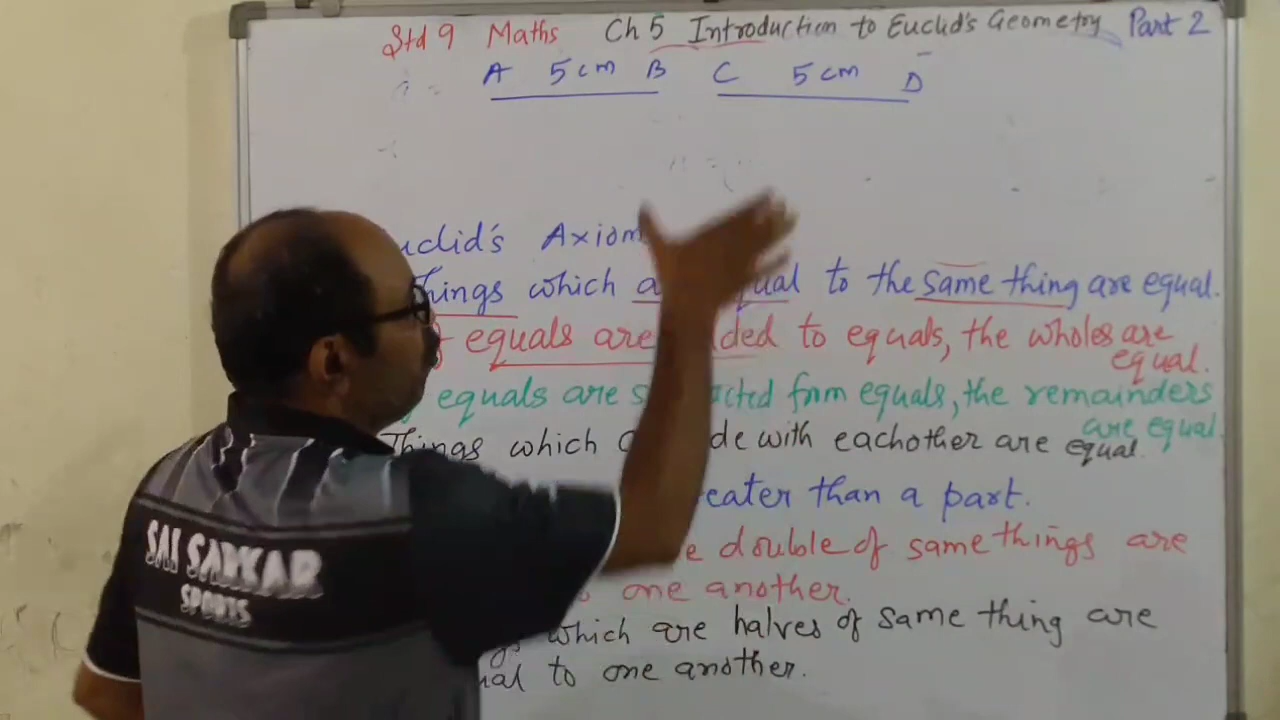 Std 9 Maths Ch 5 Introduction to Euclid's Geometry Part 2
A 5 cm B C 5 cm D
uclid's Axiom
Things which equal to the same thing are equal.
equals are ded to equals, the wholes are
equal.
equals are s cted from equals, the remainders
are equal.
Things which de with eachother are equal.
eater than a part.
e double of same things are
one another.
which are halves of same thing are
ual to one another.
SAI SARKAR
SPORTS